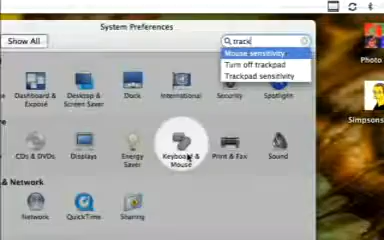 System Preferences
Show All
track
Mouse sensitivity
Turn off trackpad
Trackpad sensitivity
Dashboard & Exposé
Desktop & Screen Saver
Dock
International
Security
Spotlight
CDs & DVDs
Displays
Energy Saver
Keyboard & Mouse
Print & Fax
Sound
& Network
Network
QuickTime
Sharing
Photo
Simpsons